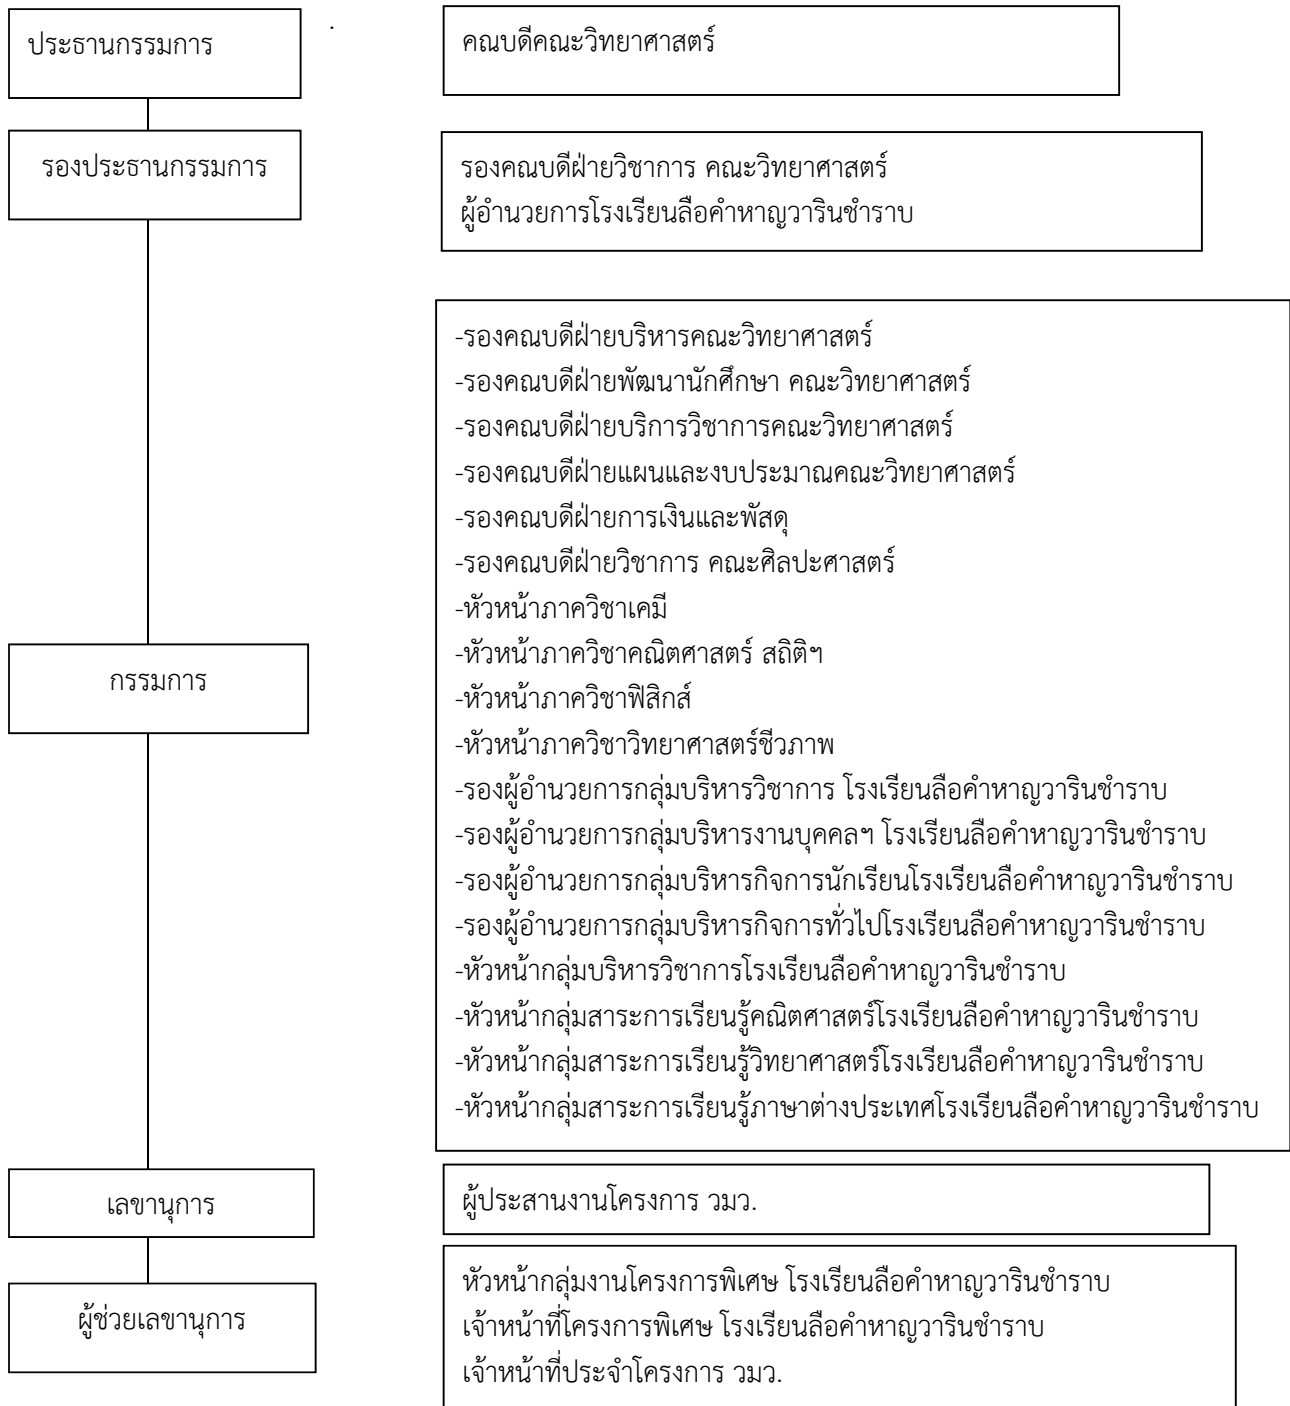 ประธานกรรมการ
.
คณบดีคณะวิทยาศาสตร์
รองประธานกรรมการ
รองคณบดีฝ่ายวิชาการ คณะวิทยาศาสตร์
ผู้อำนวยการโรงเรียนลือคำหาญวารินชำราบ
กรรมการ
-รองคณบดีฝ่ายบริหารคณะวิทยาศาสตร์
-รองคณบดีฝ่ายพัฒนานักศึกษา คณะวิทยาศาสตร์
-รองคณบดีฝ่ายบริการวิชาการคณะวิทยาศาสตร์
-รองคณบดีฝ่ายแผนและงบประมาณคณะวิทยาศาสตร์
-รองคณบดีฝ่ายการเงินและพัสดุ
-รองคณบดีฝ่ายวิชาการ คณะศิลปะศาสตร์
-หัวหน้าภาควิชาเคมี
-หัวหน้าภาควิชาคณิตศาสตร์ สถิติฯ
-หัวหน้าภาควิชาฟิสิกส์
-หัวหน้าภาควิชาวิทยาศาสตร์ชีวภาพ
-รองผู้อำนวยการกลุ่มบริหารวิชาการ โรงเรียนลือคำหาญวารินชำราบ
-รองผู้อำนวยการกลุ่มบริหารงานบุคคลฯ โรงเรียนลือคำหาญวารินชำราบ
-รองผู้อำนวยการกลุ่มบริหารกิจการนักเรียนโรงเรียนลือคำหาญวารินชำราบ
-รองผู้อำนวยการกลุ่มบริหารกิจการทั่วไปโรงเรียนลือคำหาญวารินชำราบ
-หัวหน้ากลุ่มบริหารวิชาการโรงเรียนลือคำหาญวารินชำราบ
-หัวหน้ากลุ่มสาระการเรียนรู้คณิตศาสตร์โรงเรียนลือคำหาญวารินชำราบ
-หัวหน้ากลุ่มสาระการเรียนรู้วิทยาศาสตร์โรงเรียนลือคำหาญวารินชำราบ
-หัวหน้ากลุ่มสาระการเรียนรู้ภาษาต่างประเทศโรงเรียนลือคำหาญวารินชำราบ
เลขานุการ
ผู้ประสานงานโครงการ วมว.
ผู้ช่วยเลขานุการ
หัวหน้ากลุ่มงานโครงการพิเศษ โรงเรียนลือคำหาญวารินชำราบ
เจ้าหน้าที่โครงการพิเศษ โรงเรียนลือคำหาญวารินชำราบ
เจ้าหน้าที่ประจำโครงการ วมว.